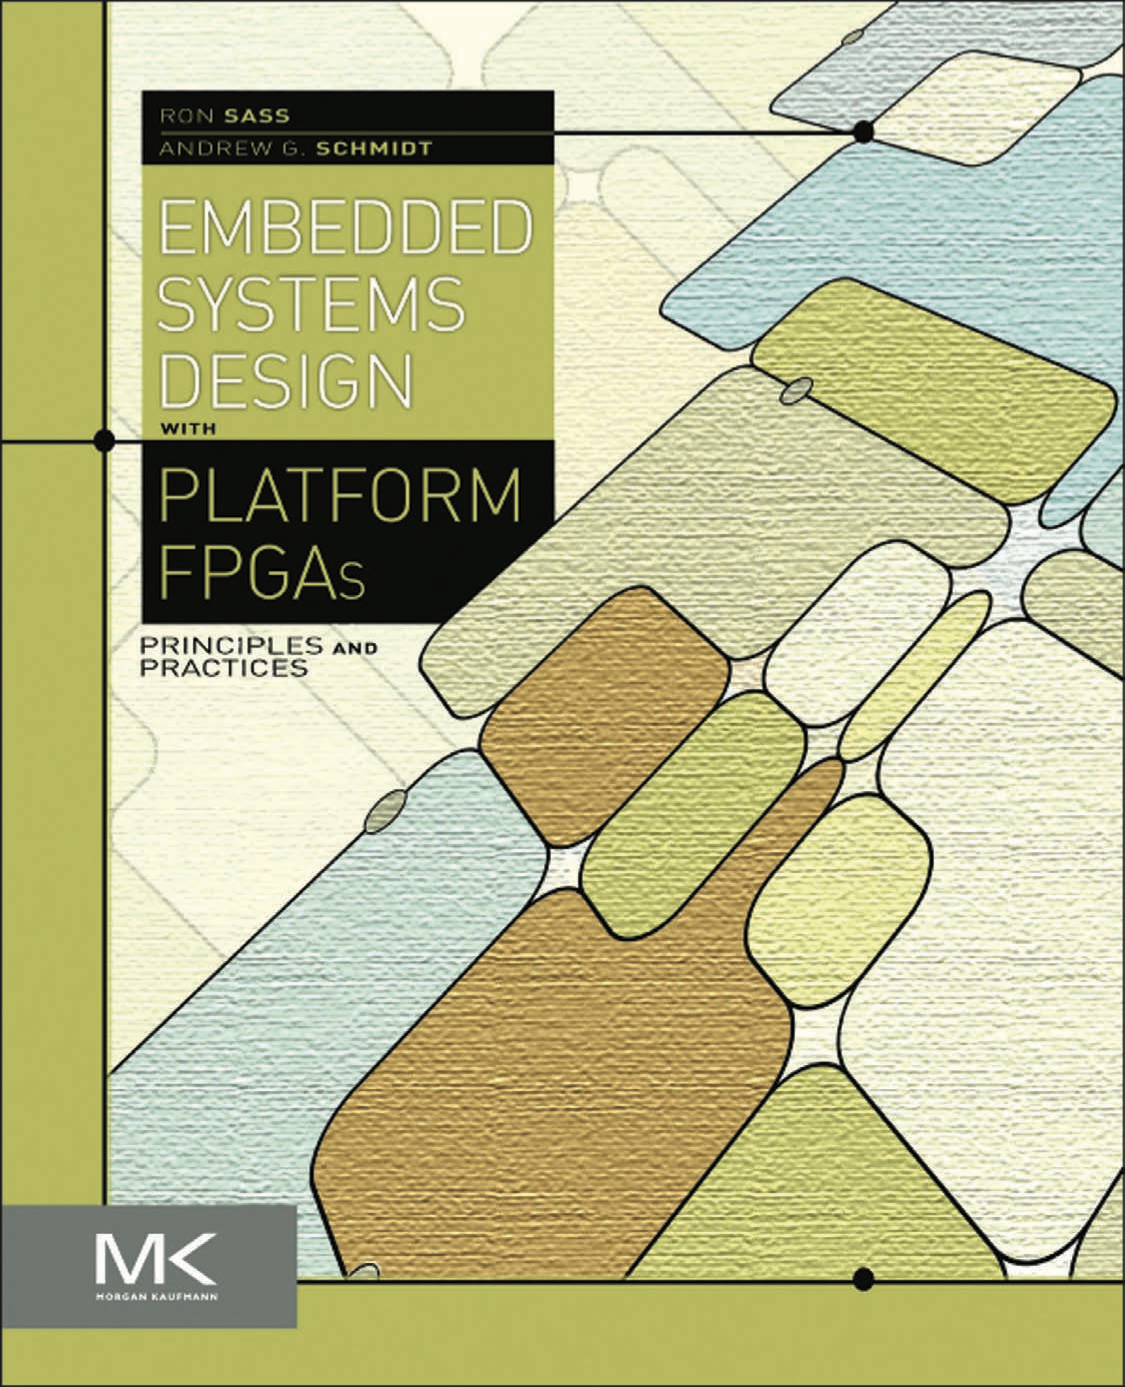 RON SASS
ANDREW G. SCHMIDT
EMBEDDED
SYSTEMS
DESIGN
WITH
PLATFORM
FPGAs
PRINCIPLES AND
PRACTICES
MK
MORGAN KAUFMANN